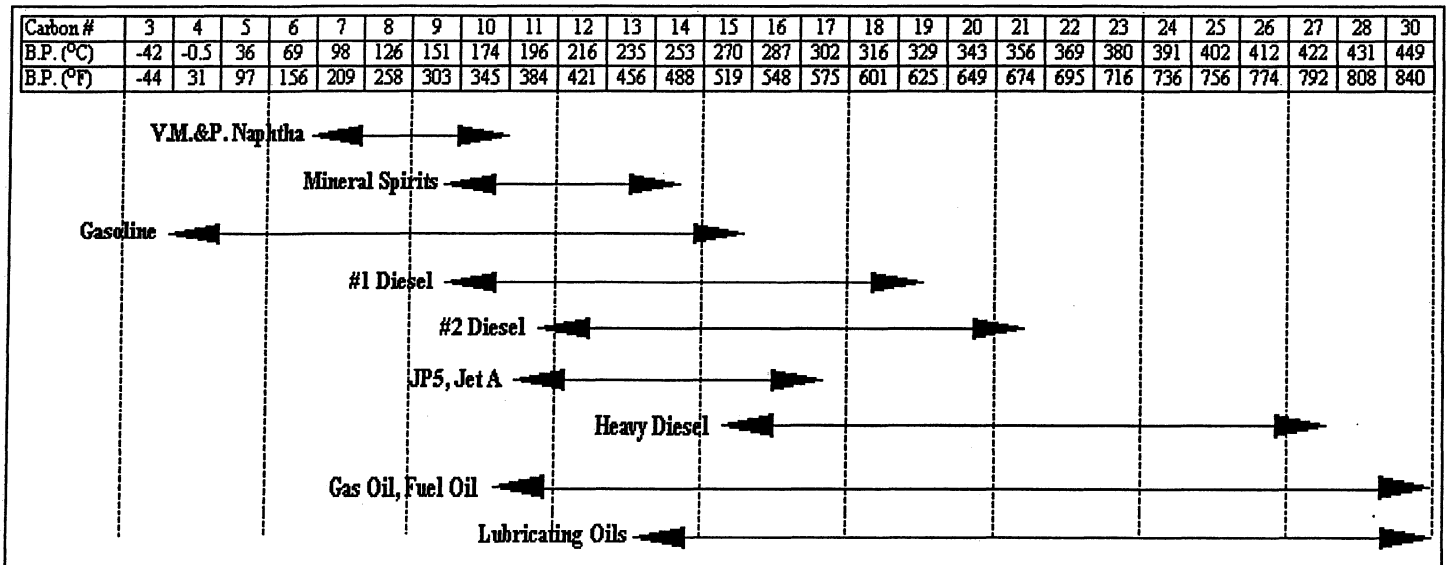 Carbon # 3 4 5 6 7 8 9 10 11 12 13 14 15 16 17 18 19 20 21 22 23 24 25 26 27 28 30
B.P. (ºC) -42 -0.5 36 69 98 126 151 174 196 216 235 253 270 287 302 316 329 343 356 369 380 391 402 412 422 431 449
B.P. (ºF) -44 31 97 156 209 258 303 345 384 421 456 488 519 548 575 601 625 649 674 695 716 736 756 774 792 808 840
V.M.&P. Naphtha
Mineral Spirits
Gasoline
#1 Diesel
#2 Diesel
JP5, Jet A
Heavy Diesel
Gas Oil, Fuel Oil
Lubricating Oils